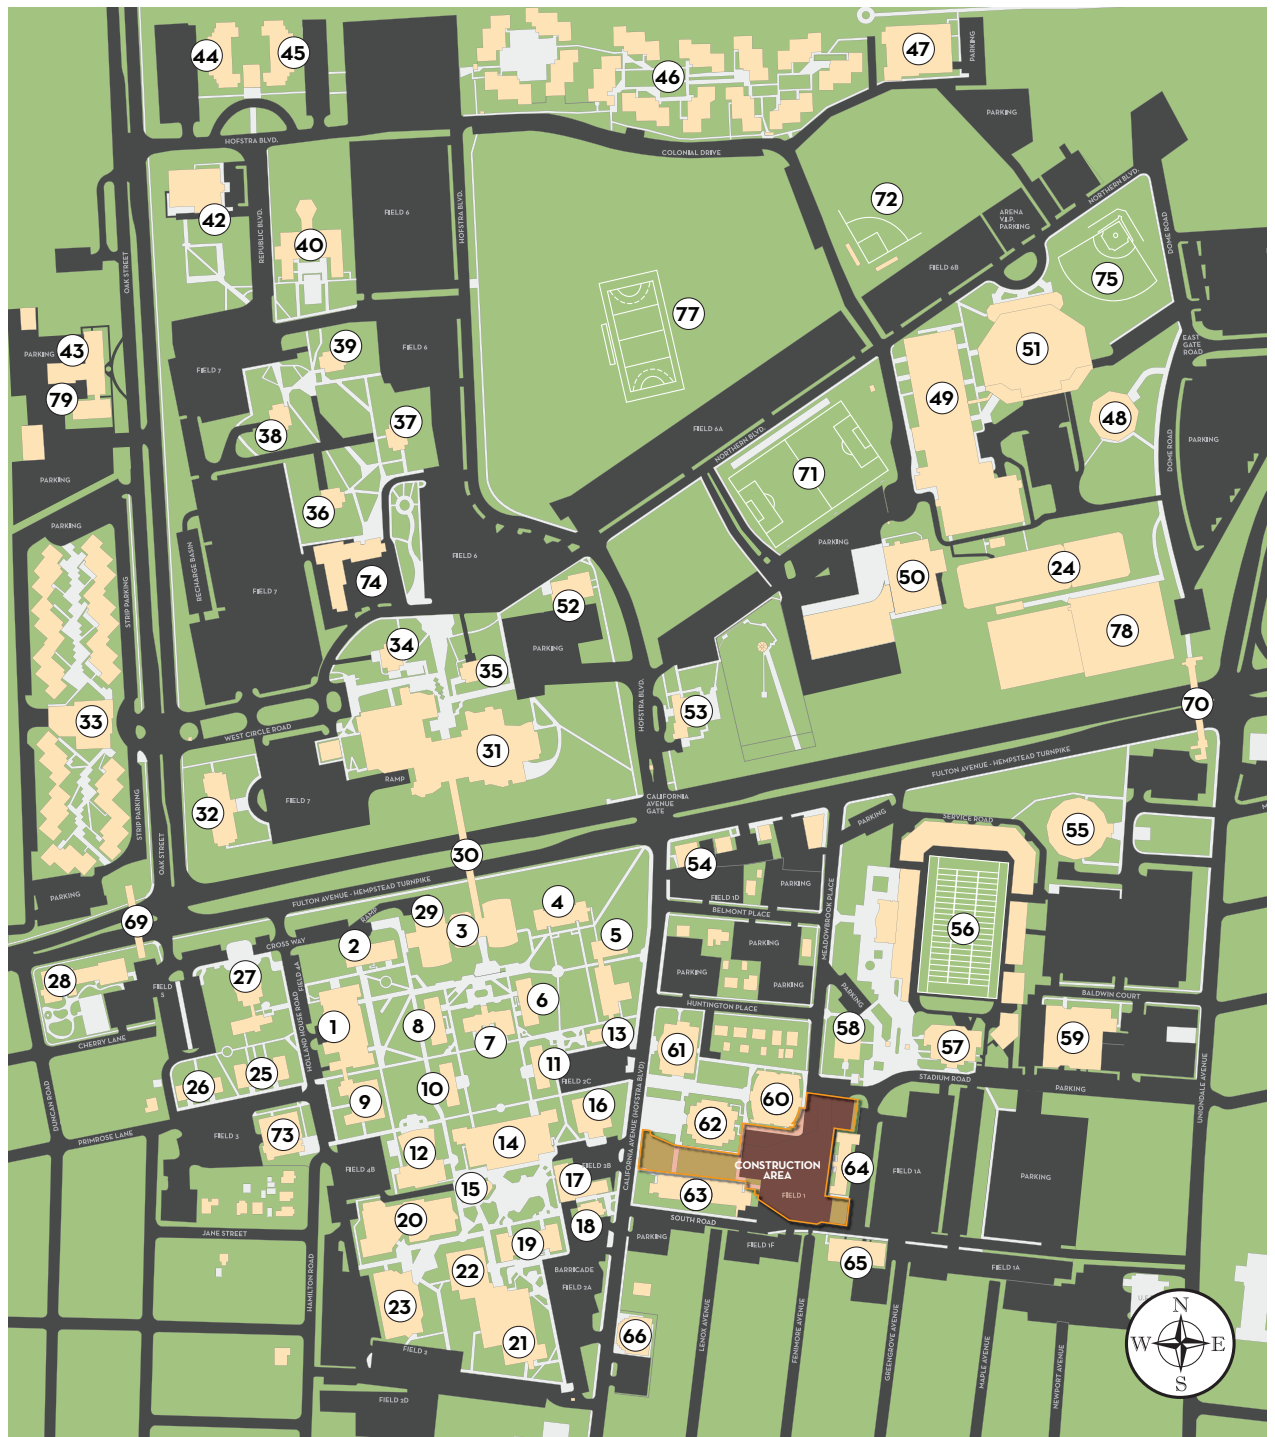 44
45
46
47
PARKING
PARKING
HOFSTRA BLVD.
COLONIAL DRIVE
42
REPUBLIC BLVD.
40
FIELD 6
HOFSTRA BLVD.
72
ARENA
V.I.P.
PARKING
NORTHERN BLVD.
DOME ROAD
75
FIELD 6B
OAK STREET
77
43
PARKING
79
39
FIELD 6
FIELD 7
38
37
51
EAST
GATE
ROAD
49
48
FIELD 6A
NORTHERN BLVD.
71
DOME ROAD
PARKING
PARKING
PARKING
36
RECHARGE BASIN
FIELD 7
74
FIELD 6
52
PARKING
PARKING
50
24
78
STRIP PARKING
34
35
33
WEST CIRCLE ROAD
31
HOFSTRA BLVD.
53
70
RAMP
FIELD 7
32
STRIP PARKING
OAK STREET
CALIFORNIA
AVENUE
GATE
FULTON AVENUE - HEMPSTEAD TURNPIKE
PARKING
SERVICE ROAD
55
30
54
FIELD 1D
PARKING
PARKING
FULTON AVENUE - HEMPSTEAD TURNPIKE
BELMONT PLACE
MEADOWBROOK PLACE
56
69
RAMP
29
3
4
5
2
CROSS WAY
PARKING
PARKING
PARKING
PARKING
BALDWIN COURT
28
FIELD
5
27
FIELD 4A
HOLLAND HOUSE ROAD
1
8
7
6
13
HUNTINGTON PLACE
61
58
57
59
CHERRY LANE
DUNCAN ROAD
26
25
9
10
11
FIELD 2C
16
CALIFORNIA AVENUE (HOFSTRA BLVD)
60
STADIUM ROAD
PARKING
UNIONDALE AVENUE
62
PRIMROSE LANE
FIELD 3
73
FIELD 4B
12
14
15
17
FIELD 2B
CONSTRUCTION
AREA
FIELD 1
64
FIELD 1A
PARKING
63
SOUTH ROAD
18
20
19
JANE STREET
HAMILTON ROAD
PARKING
FIELD 1F
65
FIELD 1A
BARRICADE
FIELD 2A
22
23
21
66
LENOX AVENUE
FENIMORE AVENUE
GREENGROVE AVENUE
MAPLE AVENUE
NEWPORT AVENUE
FIELD 2D
N
W
E
S